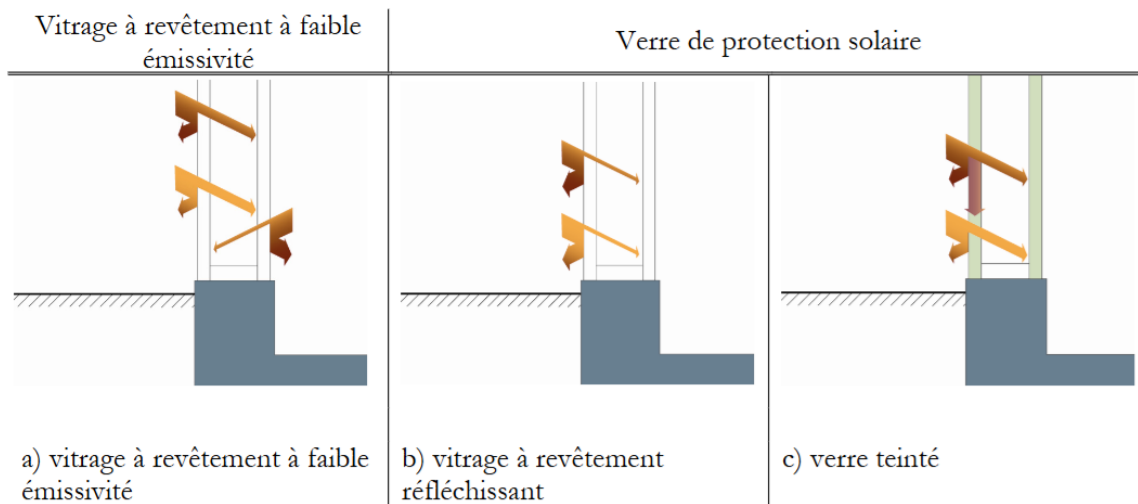 Vitrage à revêtement à faible
émissivité
Verre de protection solaire
a) vitrage à revêtement à faible
émissivité
b) vitrage à revêtement
réfléchissant
c) verre teinté